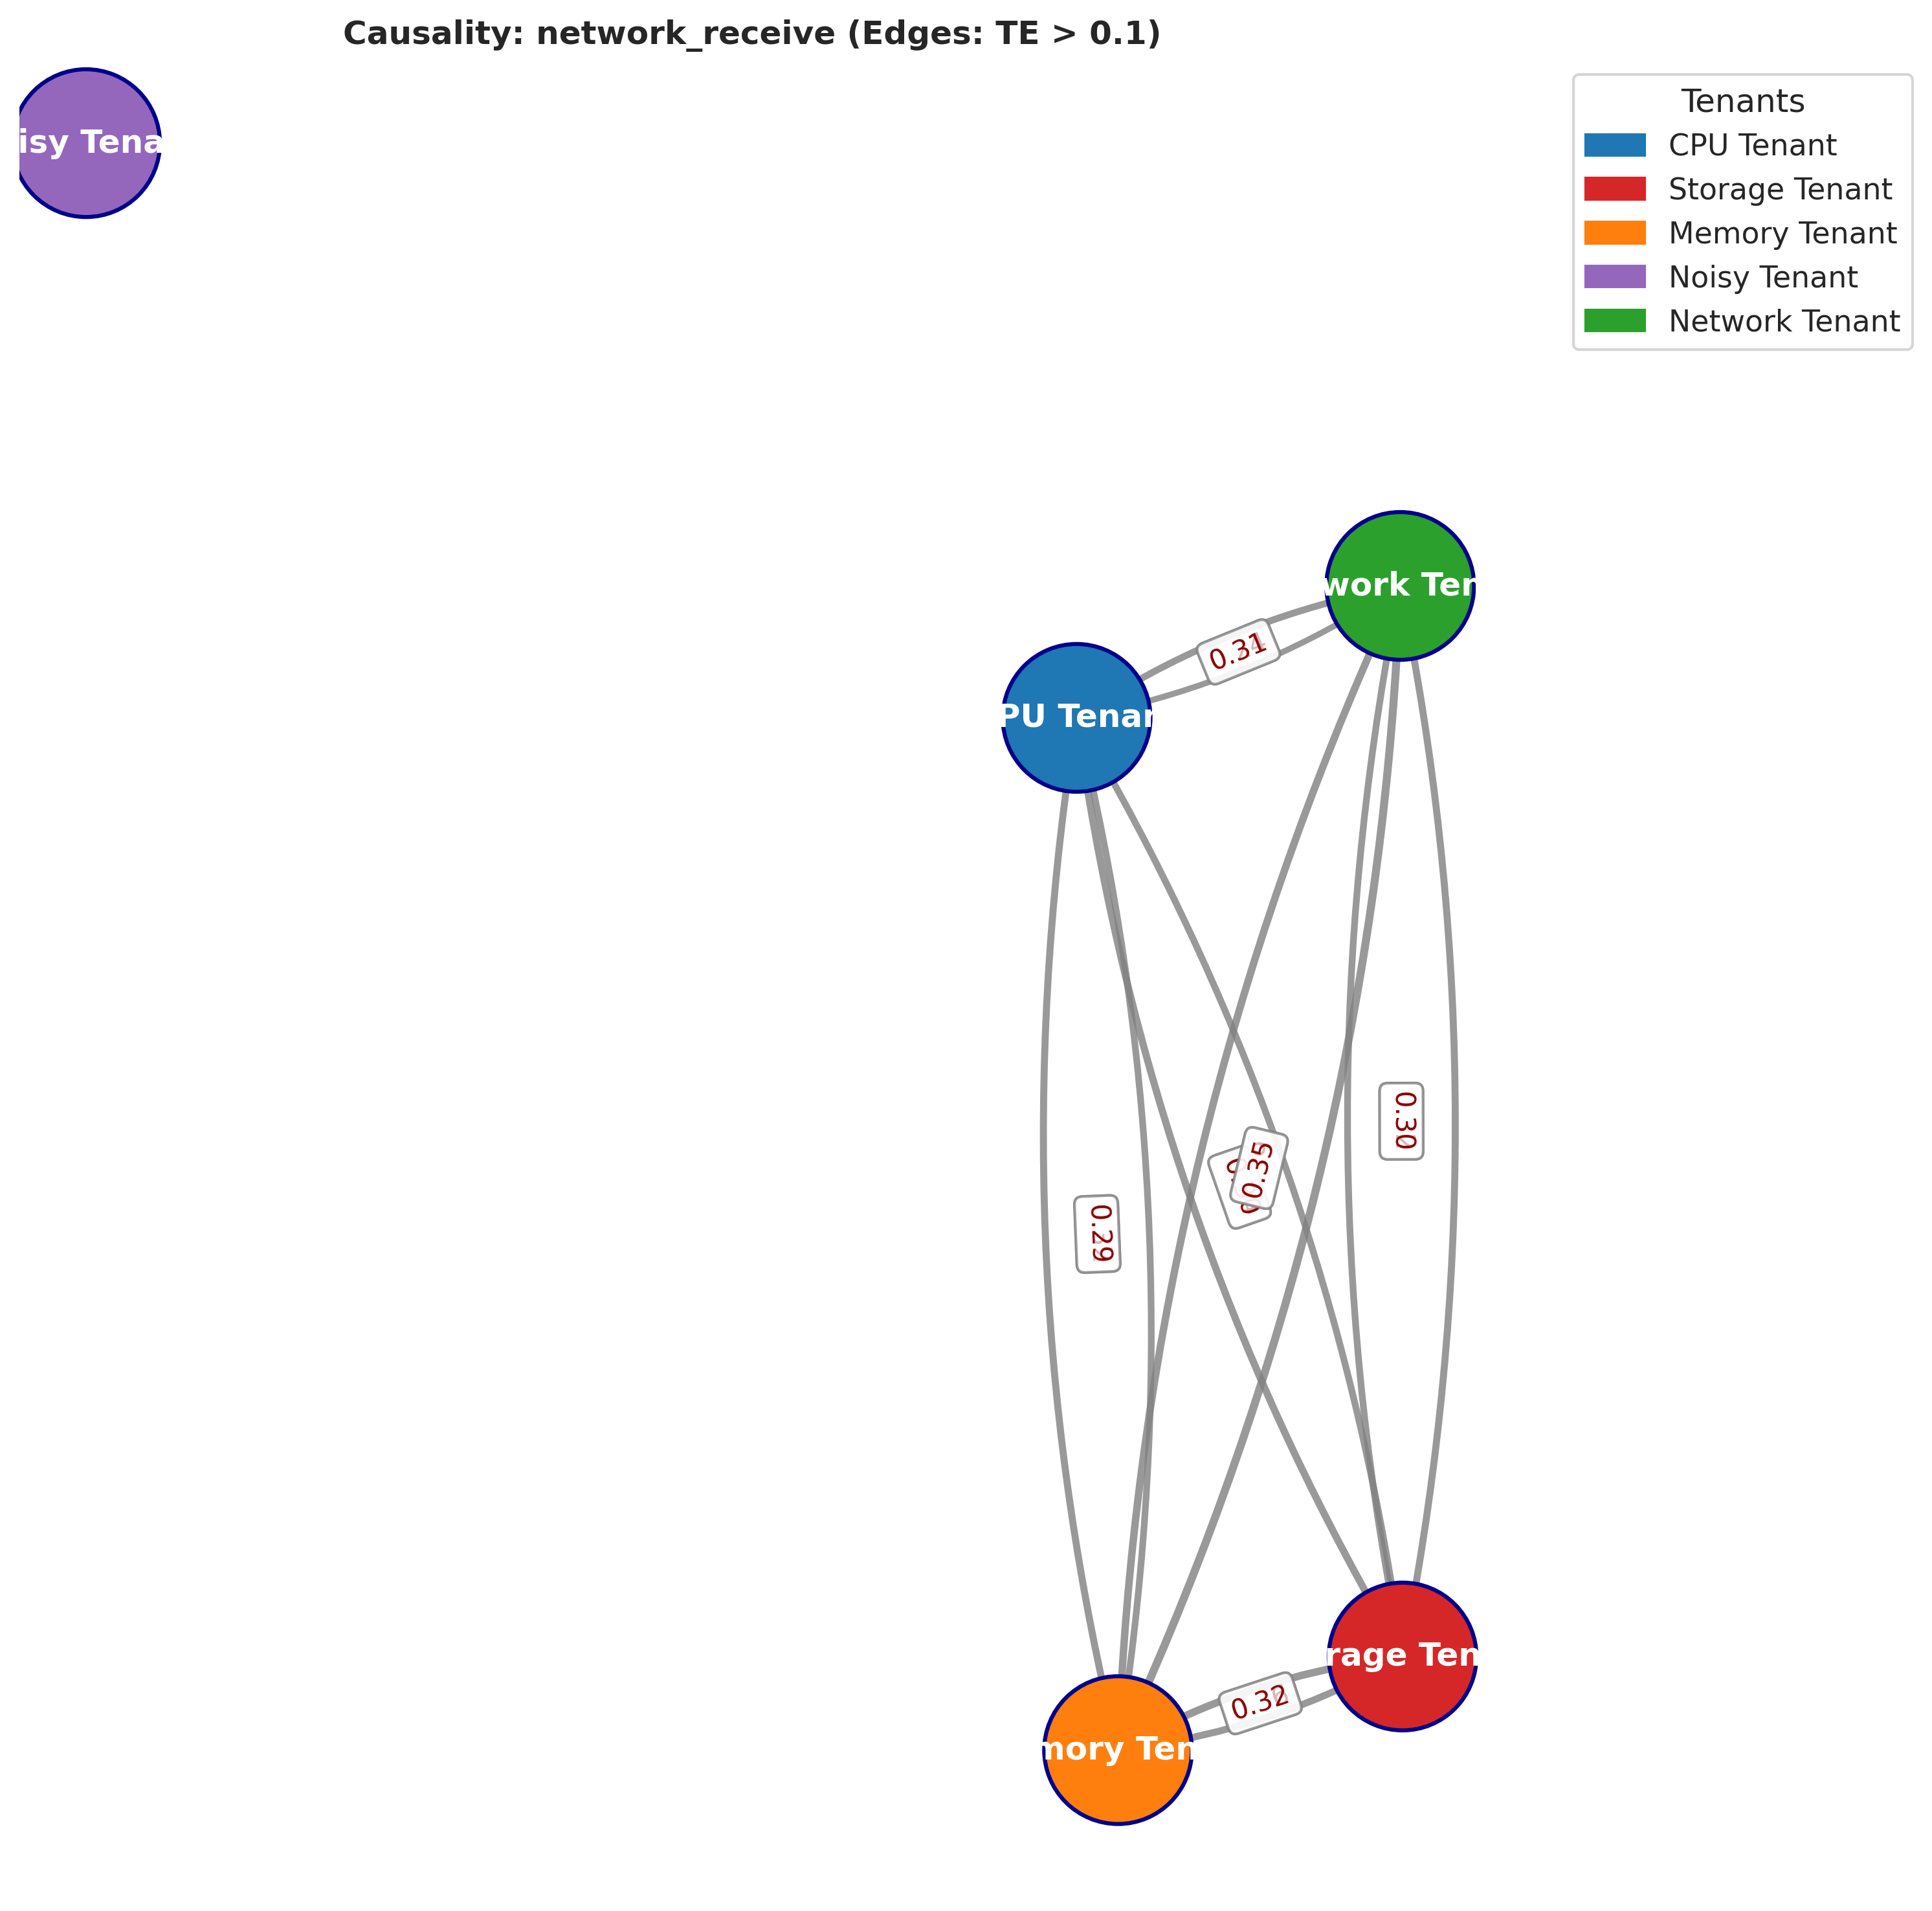 Causality: network_receive (Edges: TE > 0.1)
isy Tena
Tenants
CPU Tenant
Storage Tenant
Memory Tenant
Noisy Tenant
Network Tenant
work Ten
0.31
PU Tenan
0.30
0.35
0.29
rage Ten
0.32
mory Ten